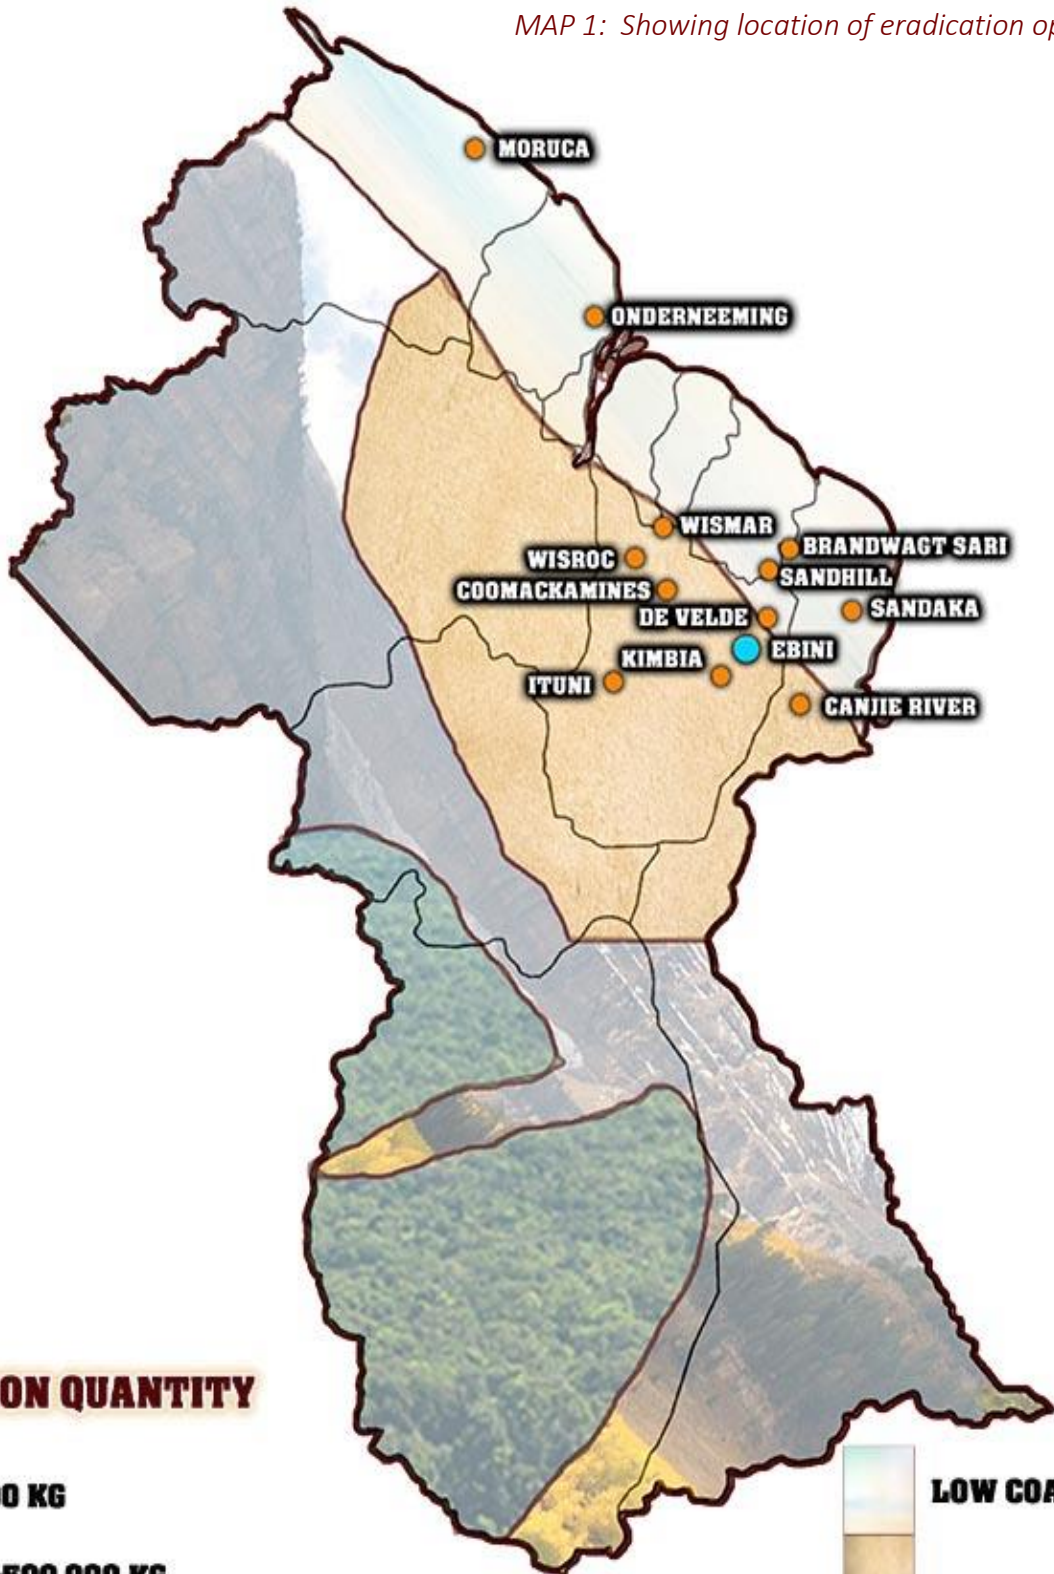 MAP 1: Showing location of eradication op
MORUCA
ONDERNEEMING
WISMAR
BRANDWAGT SARI
WISROC
SANDHILL
COOMACKAMINES
SANDAKA
DE VELDE
EBINI
KIMBIA
ITUNI
CANJIE RIVER
ON QUANTITY
0 KG
LOW COA